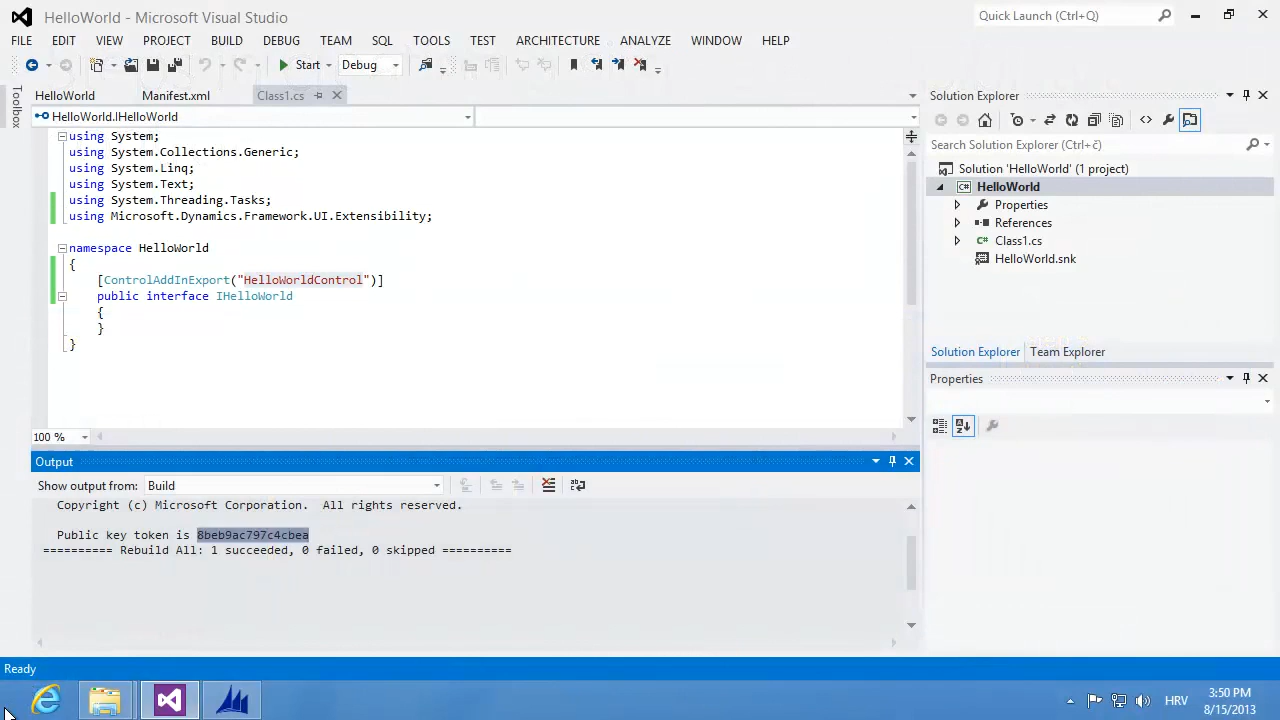 HelloWorld - Microsoft Visual Studio
Quick Launch (Ctrl+Q)
FILE EDIT VIEW PROJECT BUILD DEBUG TEAM SQL TOOLS TEST ARCHITECTURE ANALYZE WINDOW HELP
Start Debug
Toolbox
HelloWorld Manifest.xml Class1.cs
HelloWorld.IHelloWorld
using System;
using System.Collections.Generic;
using System.Linq;
using System.Text;
using System.Threading.Tasks;
using Microsoft.Dynamics.Framework.UI.Extensibility;
namespace HelloWorld
{
[ControlAddInExport("HelloWorldControl")]
public interface IHelloWorld
{
}
}
100 %
Output
Show output from: Build
Copyright (c) Microsoft Corporation. All rights reserved.
Public key token is 8beb9ac797c4cbea
========== Rebuild All: 1 succeeded, 0 failed, 0 skipped ==========
Solution Explorer
Search Solution Explorer (Ctrl+č)
Solution 'HelloWorld' (1 project)
HelloWorld
Properties
References
Class1.cs
HelloWorld.snk
Solution Explorer Team Explorer
Properties
Ready
HRV
3:50 PM
8/15/2013